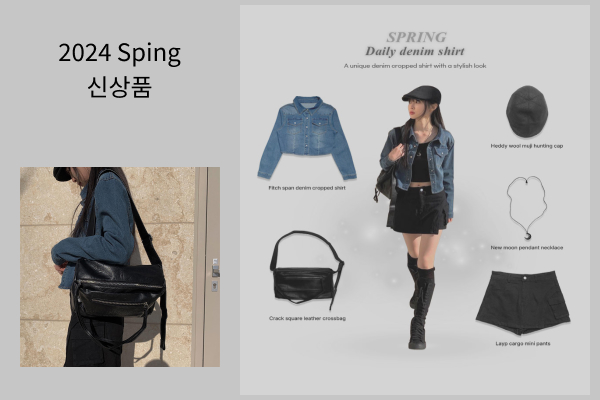 2024 Sping
신상품
SPRING
Daily denim shirt
A unique denim cropped shirt with a stylish look
Heddy wool muji hunting cap
Pitch span denim cropped shirt
New moon pendant necklace
Crack square leather crossbag
Layp cargo mini pants